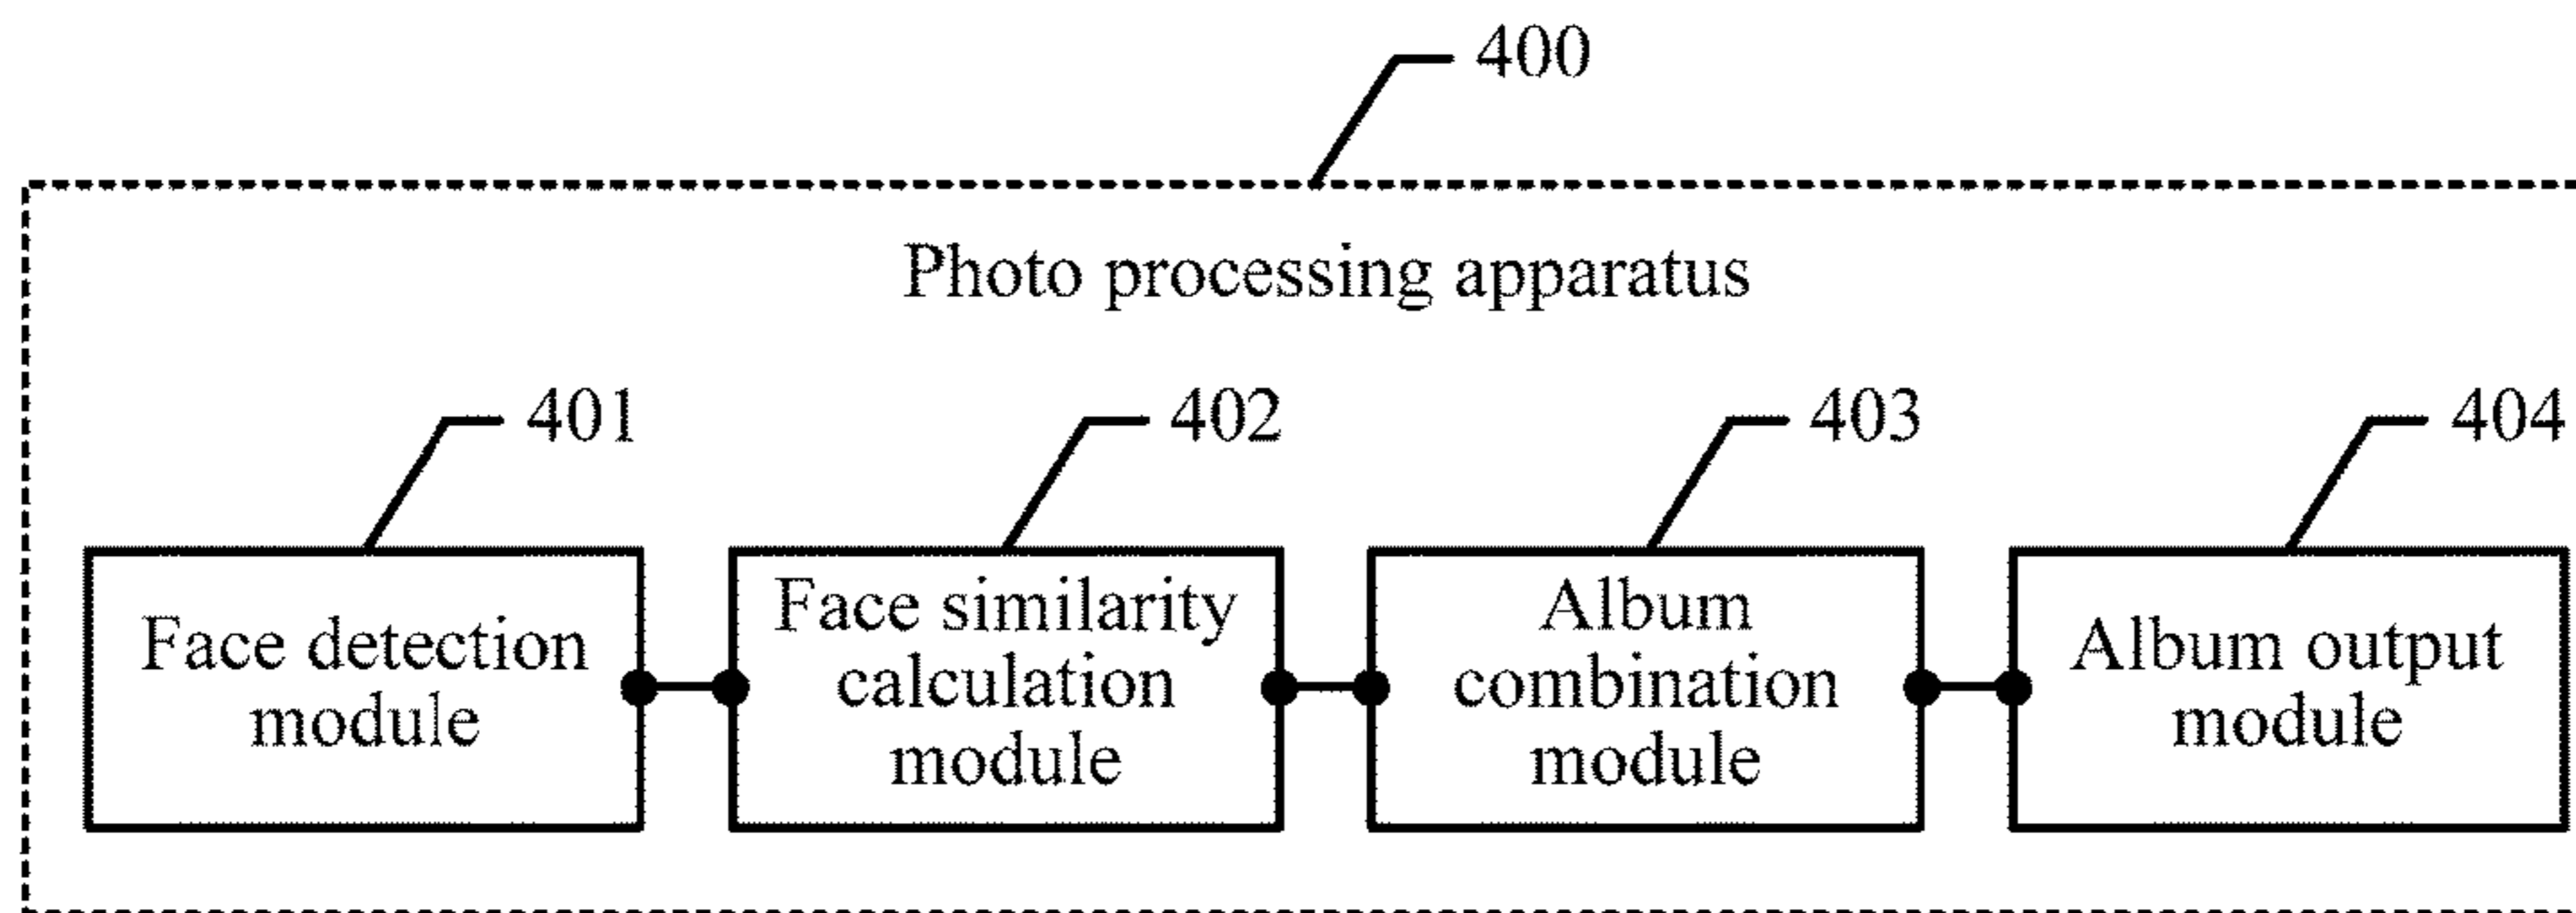 400
Photo processing apparatus
401
402
403
404
Face detection
module
Face similarity
calculation
module
Album
combination
module
Album output
module